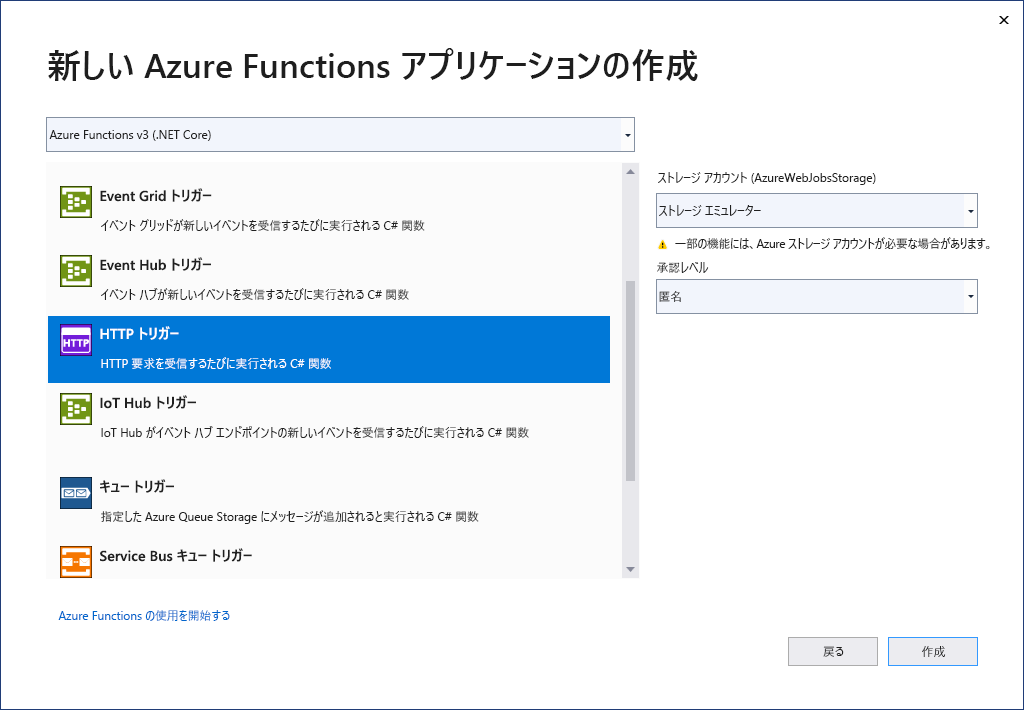 新しい Azure Functions アプリケーションの作成
Azure Functions v3 (.NET Core)
Event Grid トリガー
イベント グリッドが新しいイベントを受信するたびに実行される C# 関数
Event Hub トリガー
イベント ハブが新しいイベントを受信するたびに実行される C# 関数
HTTP
HTTP トリガー
HTTP 要求を受信するたびに実行される C# 関数
IoT Hub トリガー
IoT Hub がイベント ハブ エンドポイントの新しいイベントを受信するたびに実行される C# 関数
キュー トリガー
指定した Azure Queue Storage にメッセージが追加されると実行される C# 関数
Service Bus キュー トリガー
ストレージ アカウント (AzureWebJobsStorage)
ストレージ エミュレーター
一部の機能には、Azure ストレージ アカウントが必要な場合があります。
承認レベル
匿名
Azure Functions の使用を開始する
戻る
作成